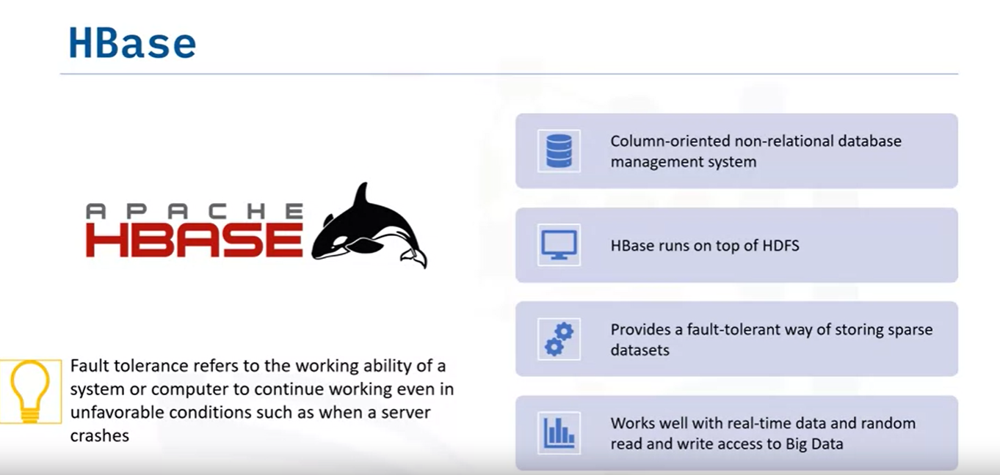 HBase
APACHE
HBASE
Fault tolerance refers to the working ability of a
system or computer to continue working even in
unfavorable conditions such as when a server
crashes
Column-oriented non-relational database
management system
HBase runs on top of HDFS
Provides a fault-tolerant way of storing sparse
datasets
Works well with real-time data and random
read and write access to Big Data